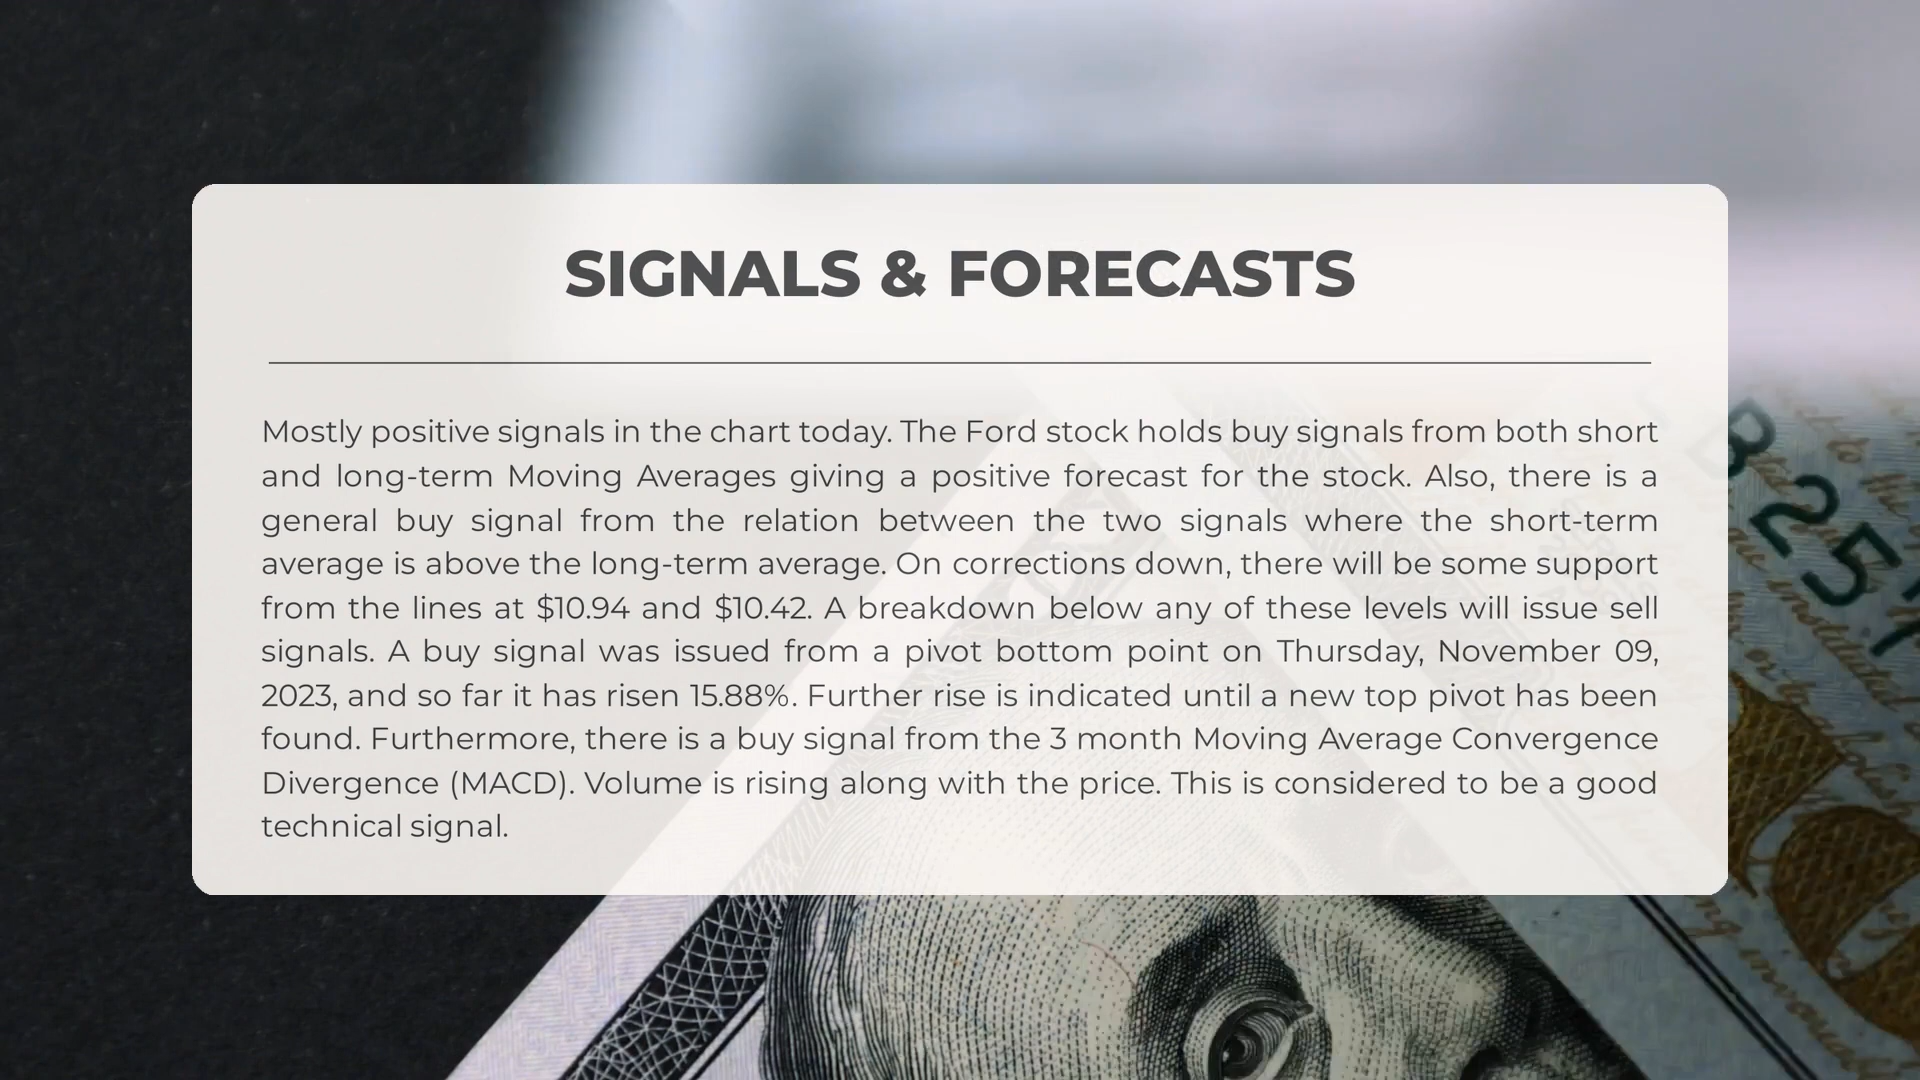 SIGNALS & FORECASTS
Mostly positive signals in the chart today. The Ford stock holds buy signals from both short
and long-term Moving Averages giving a positive forecast for the stock. Also, there is a
general buy signal from the relation between the two signals where the short-term
average is above the long-term average. On corrections down, there will be some support
from the lines at $10.94 and $10.42. A breakdown below any of these levels will issue sell
signals. A buy signal was issued from a pivot bottom point on Thursday, November 09,
2023, and so far it has risen 15.88%. Further rise is indicated until a new top pivot has been
found. Furthermore, there is a buy signal from the 3 month Moving Average Convergence
Divergence (MACD). Volume is rising along with the price. This is considered to be a good
technical signal.